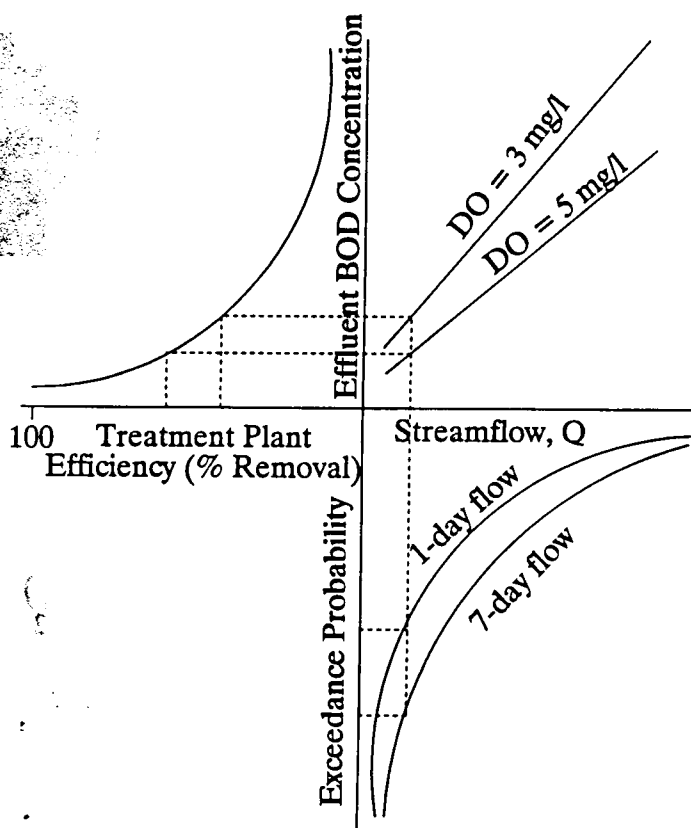 Effluent BOD Concentration
DO = 3 mg/l
DO = 5 mg/l
100
Treatment Plant
Efficiency (% Removal)
Streamflow, Q
Exceedance Probability
1-day flow
7-day flow